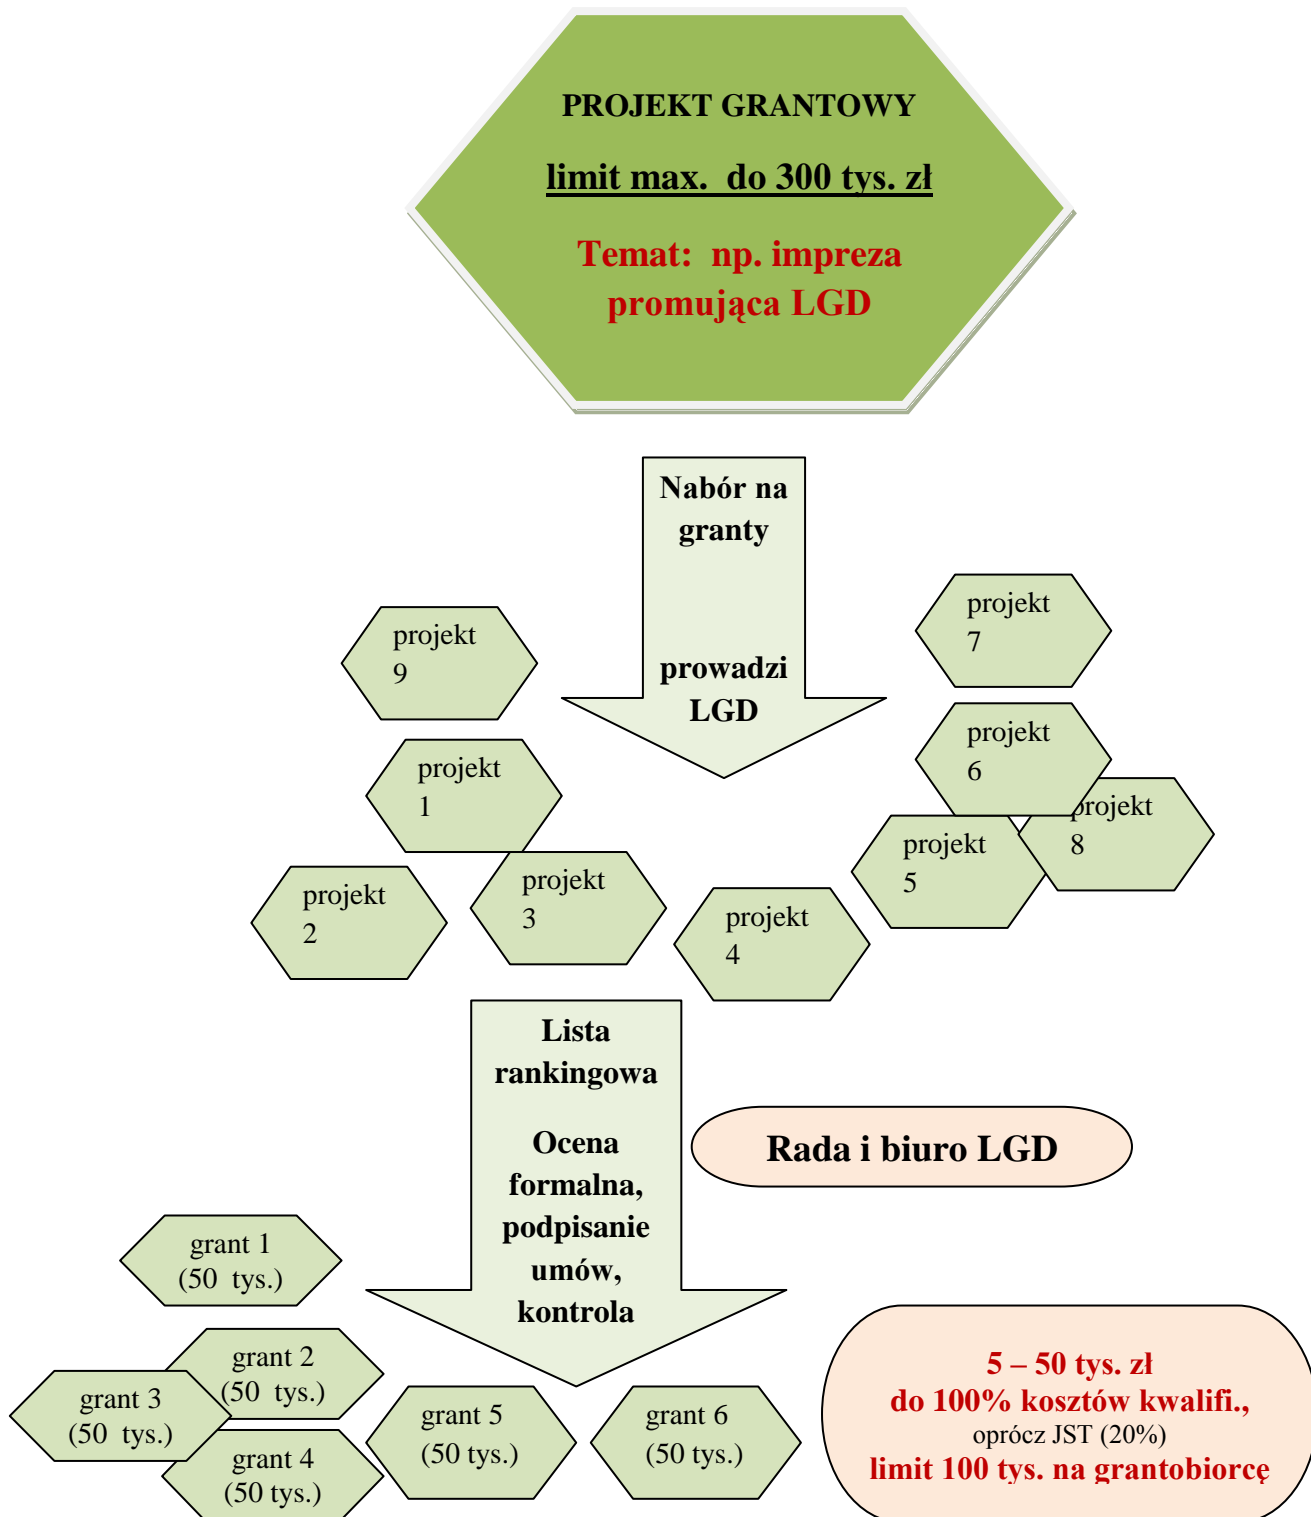 PROJEKT GRANTOWY
limit max. do 300 tys. zł
Temat: np. impreza
promująca LGD
Nabór na
granty
prowadzi
LGD
projekt
7
projekt
9
projekt
6
projekt
1
projekt
8
projekt
5
projekt
3
projekt
2
projekt
4
Lista
rankingowa
Ocena
formalna,
podpisanie
umów,
kontrola
Rada i biuro LGD
grant 1
(50 tys.)
grant 2
(50 tys.)
grant 3
(50 tys.)
grant 4
(50 tys.)
grant 5
(50 tys.)
grant 6
(50 tys.)
5 – 50 tys. zł
do 100% kosztów kwalifi.,
oprócz JST (20%)
limit 100 tys. na grantobiorcę